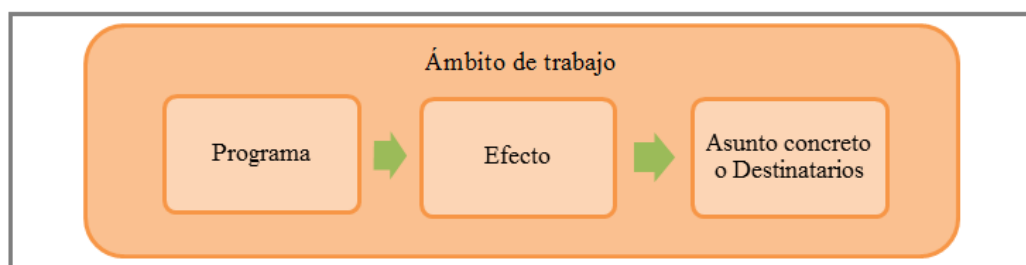 Ámbito de trabajo
Programa
Efecto
Asunto concreto
o Destinatarios